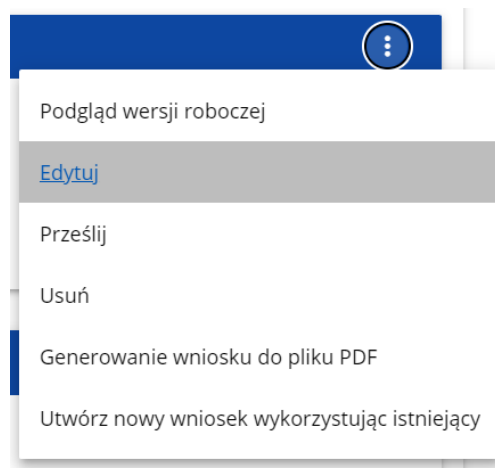 Podgląd wersji roboczej
Edytuj
Prześlij
Usuń
Generowanie wniosku do pliku PDF
Utwórz nowy wniosek wykorzystując istniejący